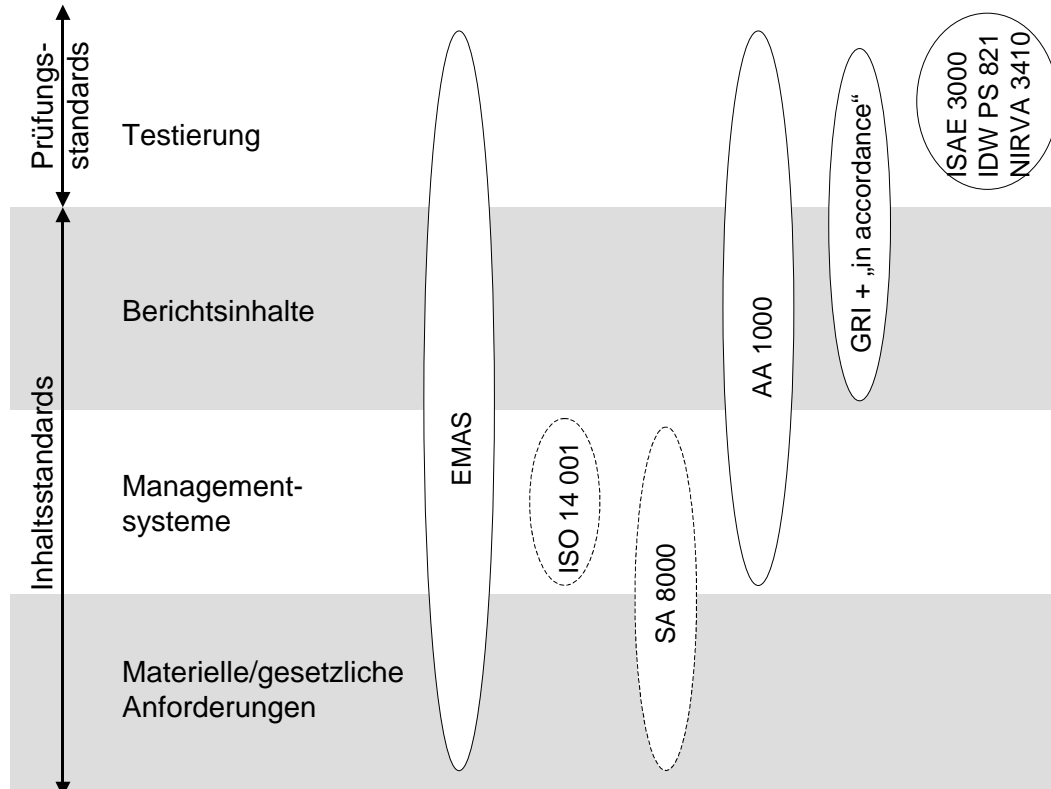 Prüfungs-
standards
Testierung
Inhaltsstandards
Berichtsinhalte
Management-
systeme
Materielle/gesetzliche
Anforderungen
EMAS
ISO 14 001
SA 8000
AA 1000
GRI + „in accordance“
ISAE 3000
IDW PS 821
NIRVA 3410